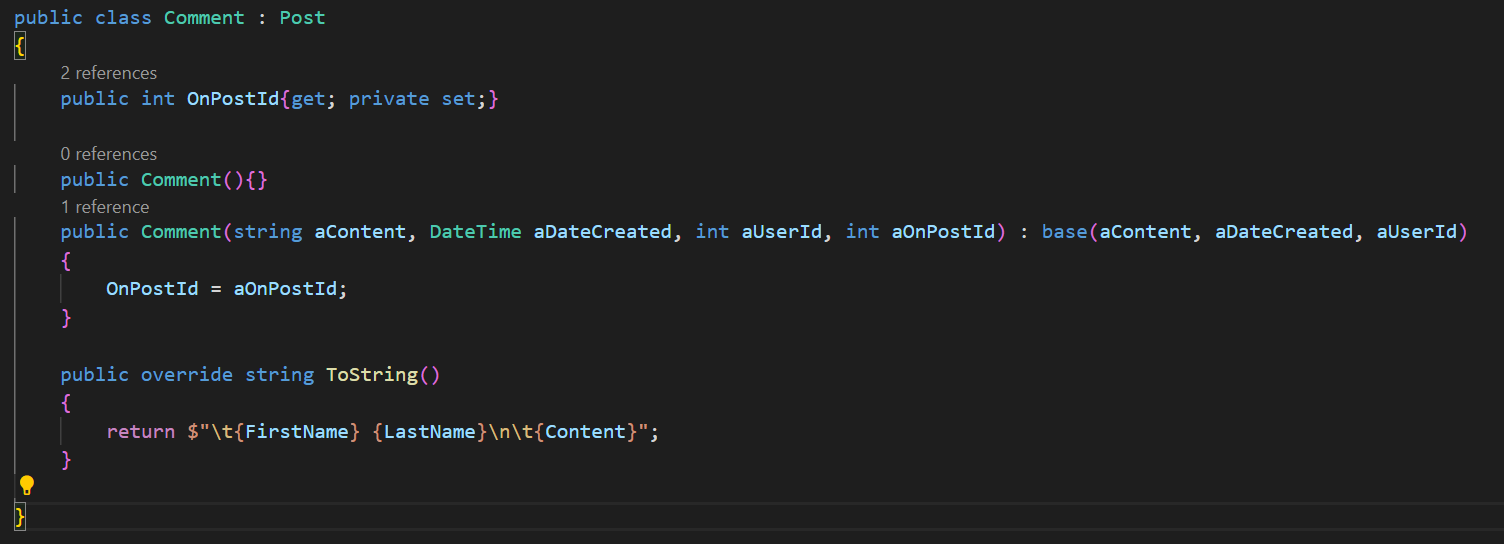 public class Comment : Post
{
2 references
public int OnPostId{get; private set;}
0 references
public Comment(){}
1 reference
public Comment(string aContent, DateTime aDateCreated, int aUserId, int aOnPostId) : base(aContent, aDateCreated, aUserId)
{
OnPostId = aOnPostId;
}
public override string ToString()
{
return $"\t{FirstName} {LastName}\n\t{Content}";
}
}